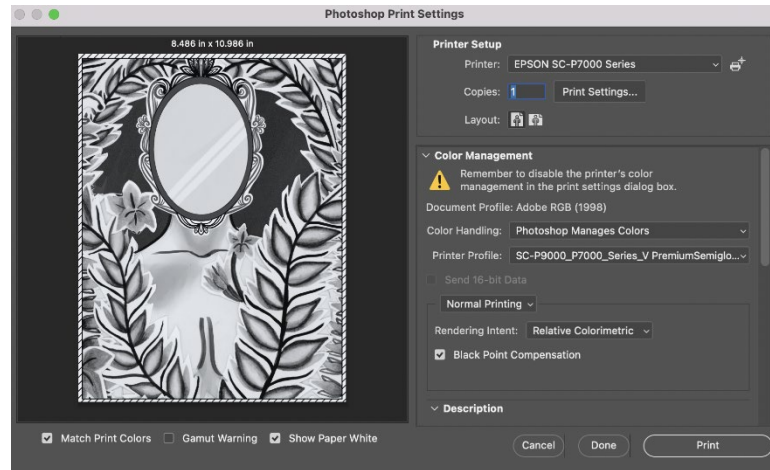 Photoshop Print Settings
8.486 in x 10.986 in
Printer Setup
Printer: EPSON SC-P7000 Series
Copies: 1 Print Settings...
Layout:
Color Management
Remember to disable the printer's color
management in the print settings dialog box.
Document Profile: Adobe RGB (1998)
Color Handling: Photoshop Manages Colors
Printer Profile: SC-P9000_P7000_Series_V PremiumSemiglo...
Send 16-bit Data
Normal Printing
Rendering Intent: Relative Colorimetric
Black Point Compensation
Description
Match Print Colors Gamut Warning Show Paper White
Cancel Done Print